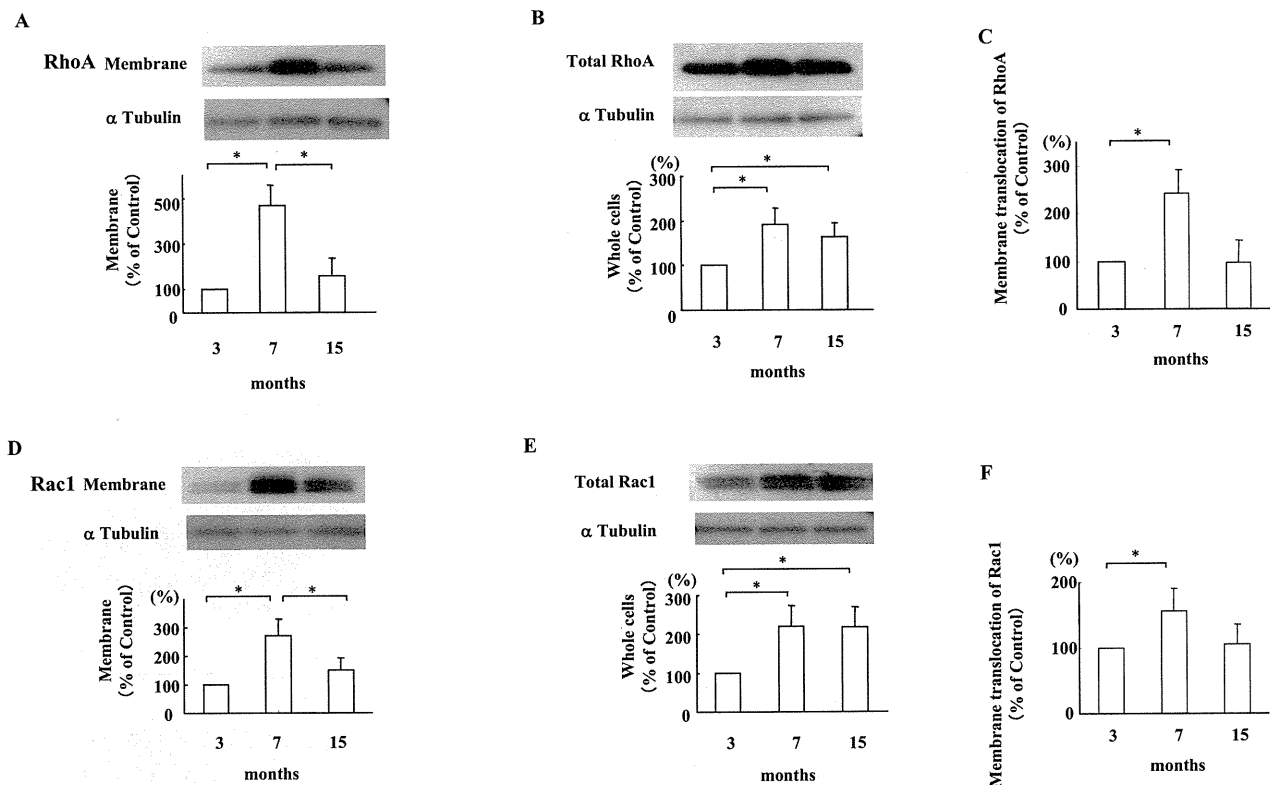 A
RhoA Membrane
α Tubulin
* *
Membrane
(% of Control)
500
300
100
0
3 7 15
months
B
Total RhoA
α Tubulin
(%)
*
*
Whole cells
(% of Control)
300
200
100
0
3 7 15
months
C
Membrane translocation of RhoA
(% of Control)
(%)
*
300
200
100
0
3 7 15
months
D
Rac1 Membrane
α Tubulin
(%)
* *
Membrane
(% of Control)
300
200
100
0
3 7 15
months
E
Total Rac1
α Tubulin
(%)
*
*
Whole cells
(% of Control)
300
200
100
0
3 7 15
months
F
Membrane translocation of Rac1
(% of Control)
(%)
*
200
100
0
3 7 15
months